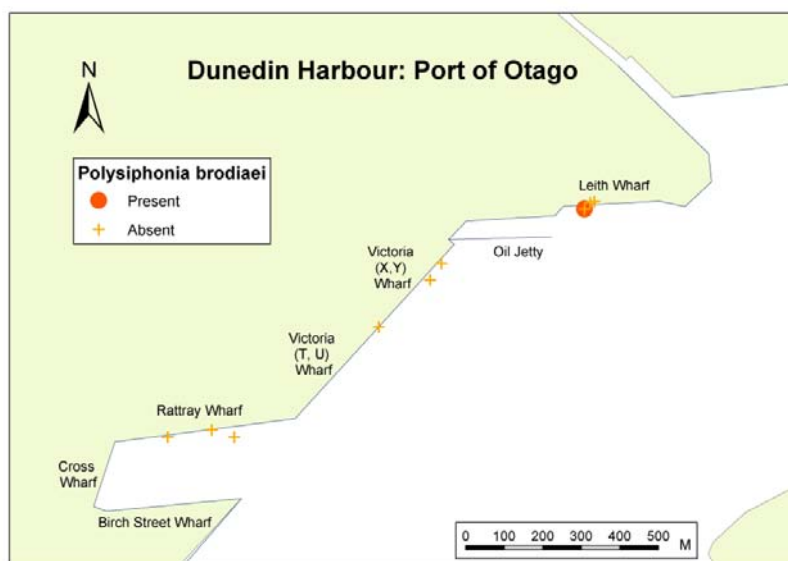 Dunedin Harbour: Port of Otago
N
Polysiphonia brodiaei
Present
Absent
Leith Wharf
Oil Jetty
Victoria
(X,Y)
Wharf
Victoria
(T, U)
Wharf
Rattray Wharf
Cross
Wharf
Birch Street Wharf
0 100 200 300 400 500
M